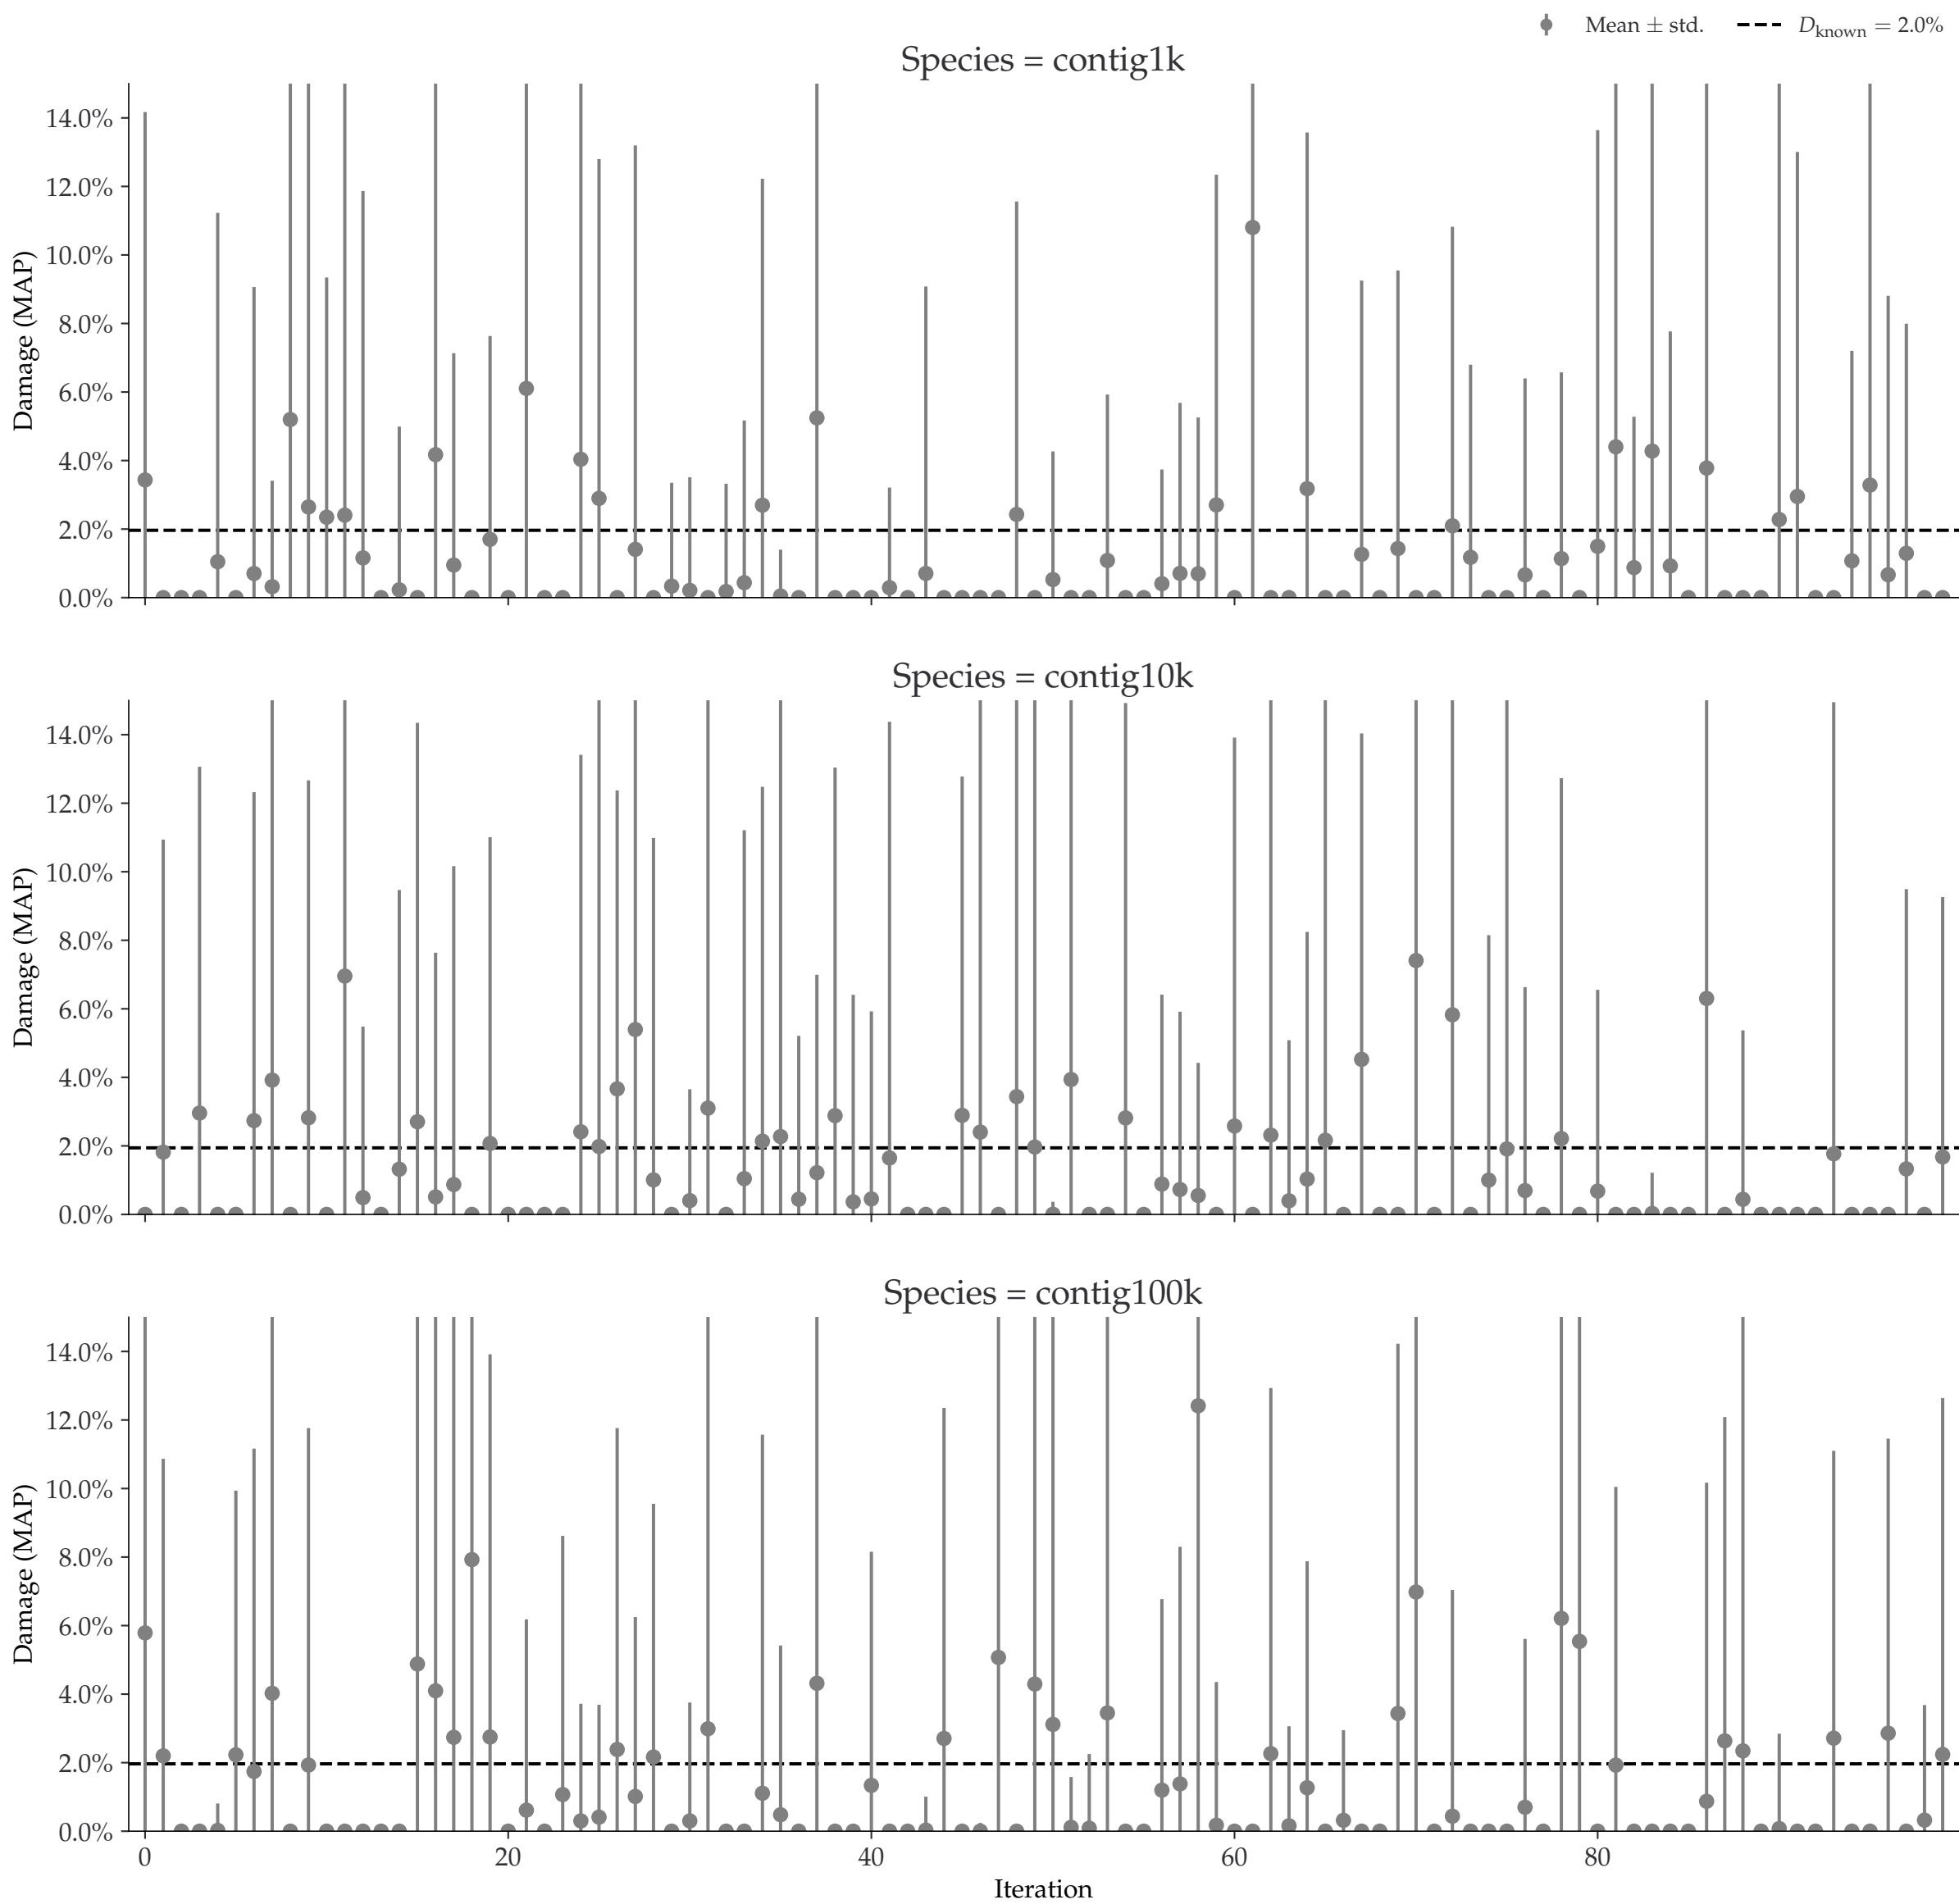 Mean ± std.
D_known = 2.0%
Species = contig1k
Damage (MAP)
14.0%
12.0%
10.0%
8.0%
6.0%
4.0%
2.0%
0.0%
Species = contig10k
Damage (MAP)
14.0%
12.0%
10.0%
8.0%
6.0%
4.0%
2.0%
0.0%
Species = contig100k
Damage (MAP)
14.0%
12.0%
10.0%
8.0%
6.0%
4.0%
2.0%
0.0%
0 20 40 60 80
Iteration